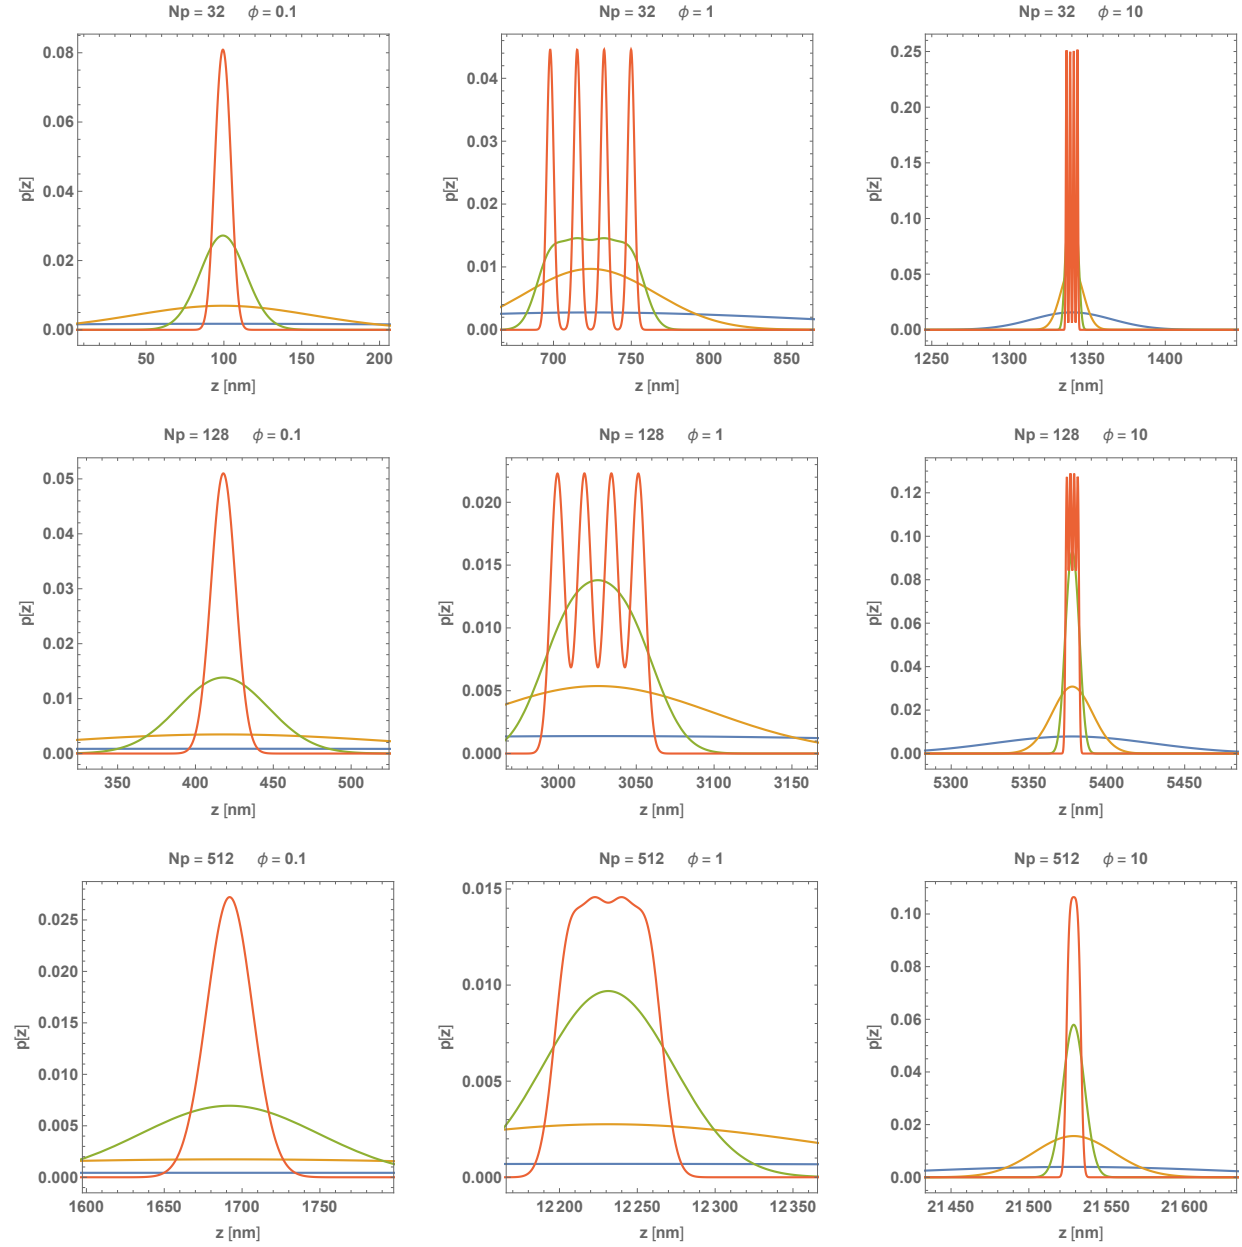 Np = 32 ϕ = 0.1
0.08
0.06
0.04
0.02
0.00
p[z]
50 100 150 200
z [nm]
Np = 32 ϕ = 1
0.04
0.03
0.02
0.01
0.00
p[z]
700 750 800 850
z [nm]
Np = 32 ϕ = 10
0.25
0.20
0.15
0.10
0.05
0.00
p[z]
1250 1300 1350 1400
z [nm]
Np = 128 ϕ = 0.1
0.05
0.04
0.03
0.02
0.01
0.00
p[z]
350 400 450 500
z [nm]
Np = 128 ϕ = 1
0.020
0.015
0.010
0.005
0.000
p[z]
3000 3050 3100 3150
z [nm]
Np = 128 ϕ = 10
0.12
0.10
0.08
0.06
0.04
0.02
0.00
p[z]
5300 5350 5400 5450
z [nm]
Np = 512 ϕ = 0.1
0.025
0.020
0.015
0.010
0.005
0.000
p[z]
1600 1650 1700 1750
z [nm]
Np = 512 ϕ = 1
0.015
0.010
0.005
0.000
p[z]
12 200 12 250 12 300 12 350
z [nm]
Np = 512 ϕ = 10
0.10
0.08
0.06
0.04
0.02
0.00
p[z]
21 450 21 500 21 550 21 600
z [nm]